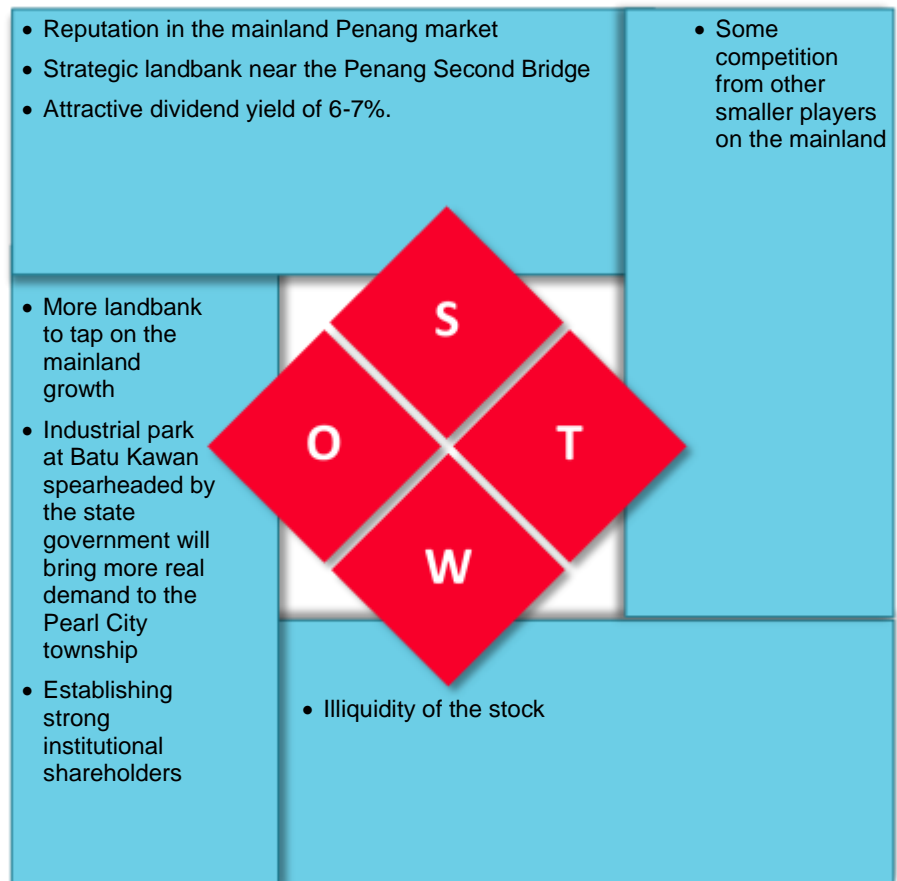 • Reputation in the mainland Penang market
• Strategic landbank near the Penang Second Bridge
• Attractive dividend yield of 6-7%.
• Some
competition
from other
smaller players
on the mainland
S
O
T
W
• More landbank
to tap on the
mainland
growth
• Industrial park
at Batu Kawan
spearheaded by
the state
government will
bring more real
demand to the
Pearl City
township
• Establishing
strong
institutional
shareholders
• Illiquidity of the stock